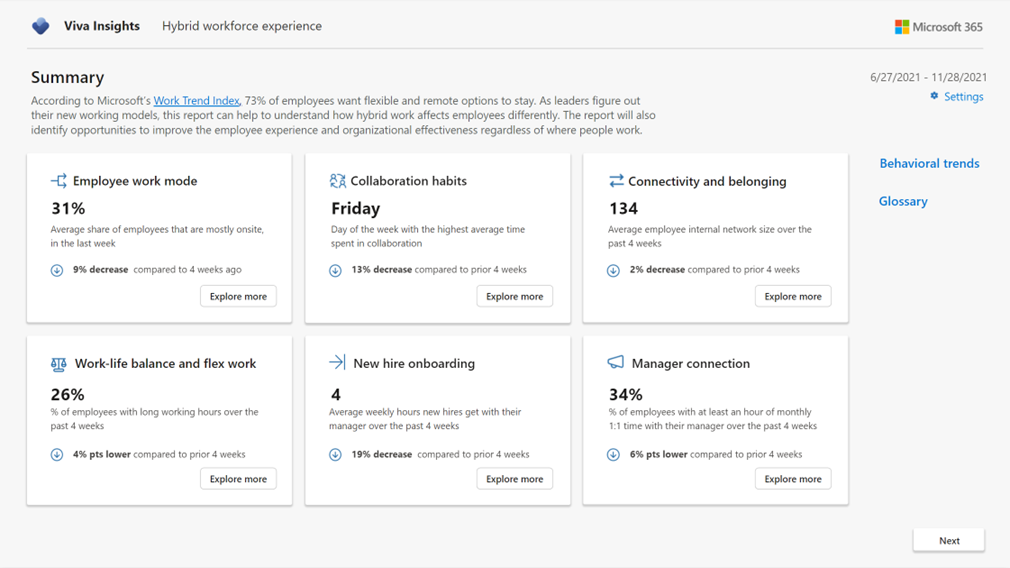 Viva Insights
Hybrid workforce experience
Microsoft 365
Summary
6/27/2021 - 11/28/2021
Settings
According to Microsoft's Work Trend Index, 73% of employees want flexible and remote options to stay. As leaders figure out
their new working models, this report can help to understand how hybrid work affects employees differently. The report will also
identify opportunities to improve the employee experience and organizational effectiveness regardless of where people work.
Behavioral trends
Glossary
Employee work mode
31%
Average share of employees that are mostly onsite,
in the last week
9% decrease compared to 4 weeks ago
Explore more
Collaboration habits
Friday
Day of the week with the highest average time
spent in collaboration
13% decrease compared to prior 4 weeks
Explore more
Connectivity and belonging
134
Average employee internal network size over the
past 4 weeks
2% decrease compared to prior 4 weeks
Explore more
Work-life balance and flex work
26%
% of employees with long working hours over the
past 4 weeks
4% pts lower compared to prior 4 weeks
Explore more
New hire onboarding
4
Average weekly hours new hires get with their
manager over the past 4 weeks
19% decrease compared to prior 4 weeks
Explore more
Manager connection
34%
% of employees with at least an hour of monthly
1:1 time with their manager over the past 4 weeks
6% pts lower compared to prior 4 weeks
Explore more
Next